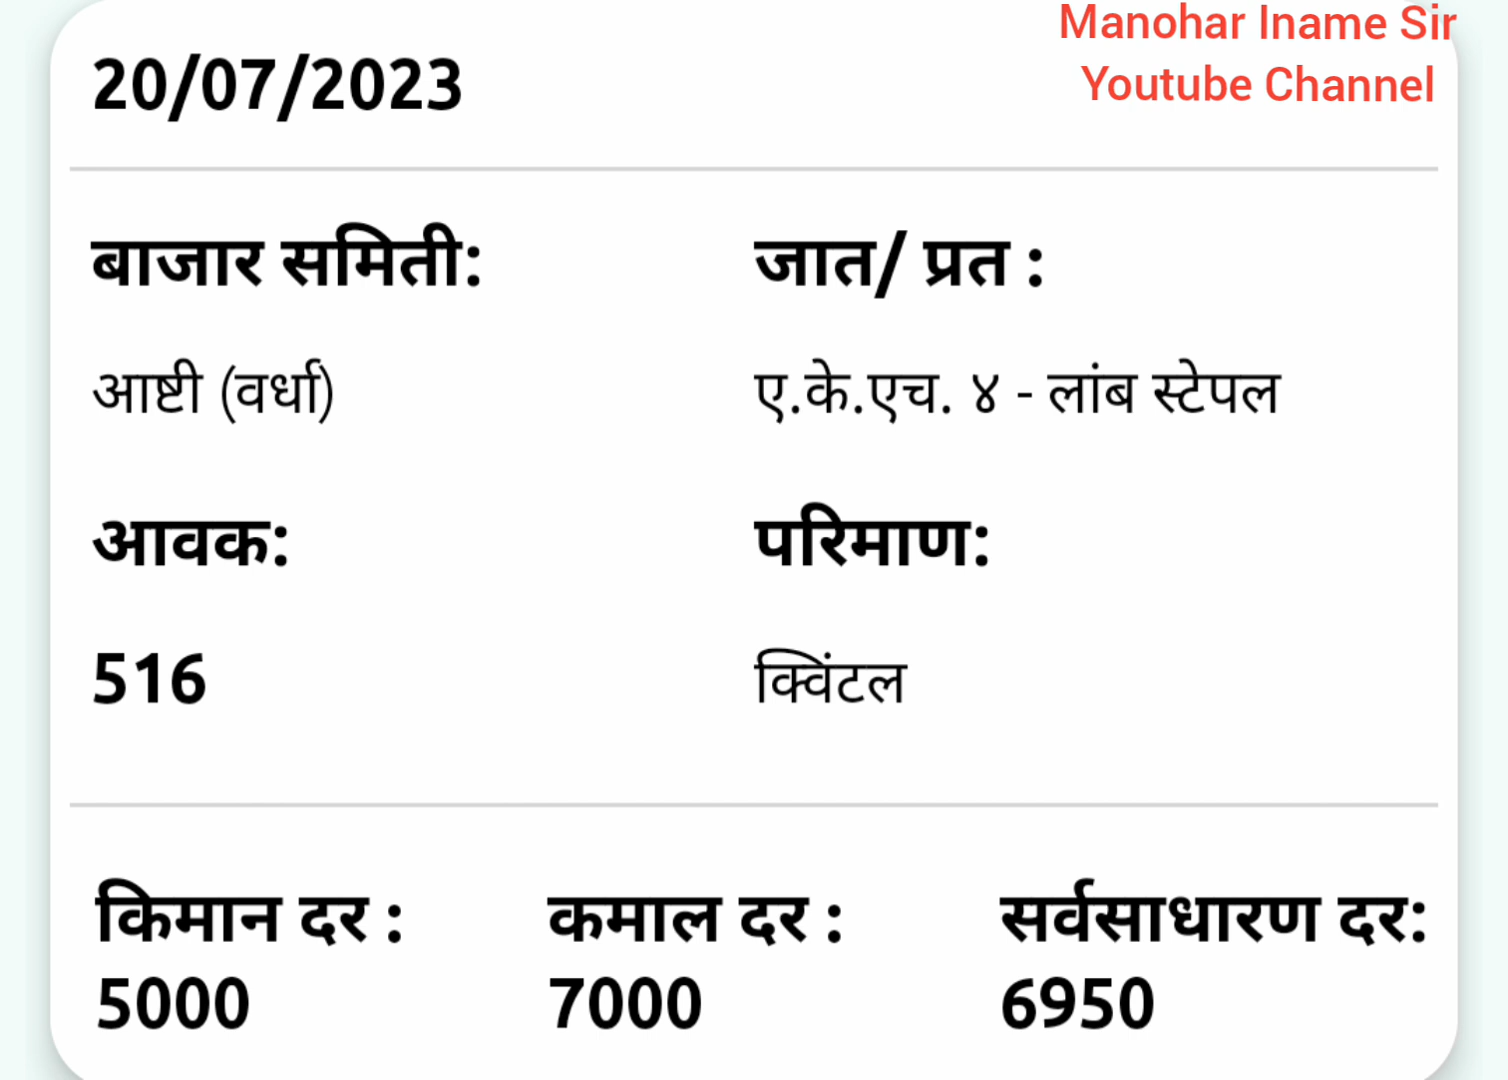 Manohar Iname Sir
20/07/2023
Youtube Channel
बाजार समिती: जात/ प्रत :
आष्टी (वर्धा) ए.के.एच. ४ - लांब स्टेपल
आवक: परिमाण:
516 क्विंटल
किमान दर : कमाल दर : सर्वसाधारण दर:
5000 7000 6950